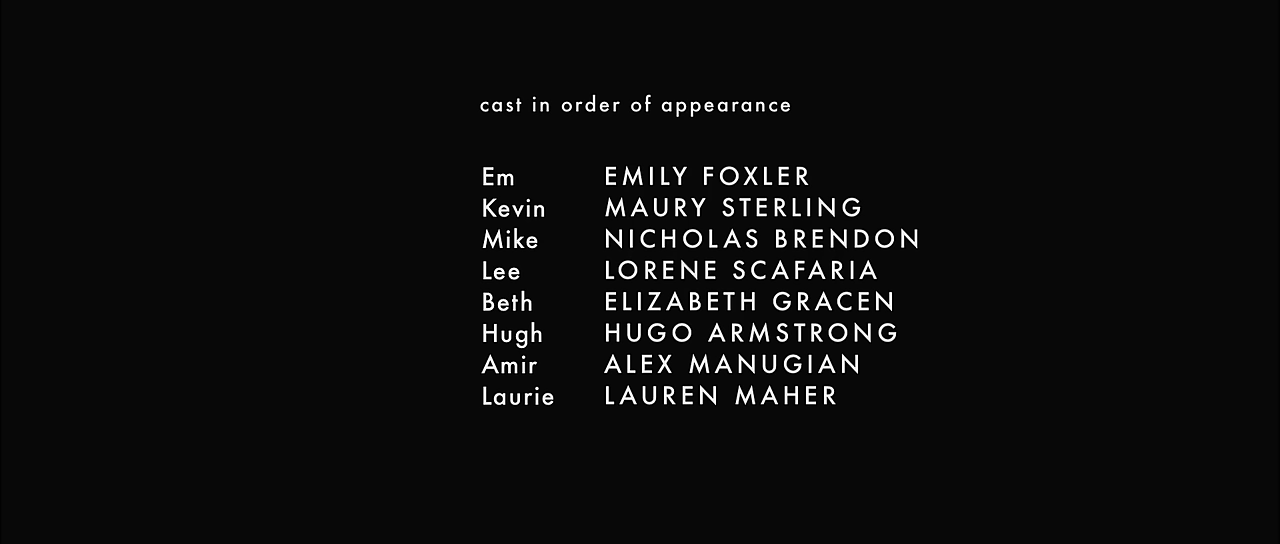 cast in order of appearance
Em EMILY FOXLER
Kevin MAURY STERLING
Mike NICHOLAS BRENDON
Lee LORENE SCAFARIA
Beth ELIZABETH GRACEN
Hugh HUGO ARMSTRONG
Amir ALEX MANUGIAN
Laurie LAUREN MAHER